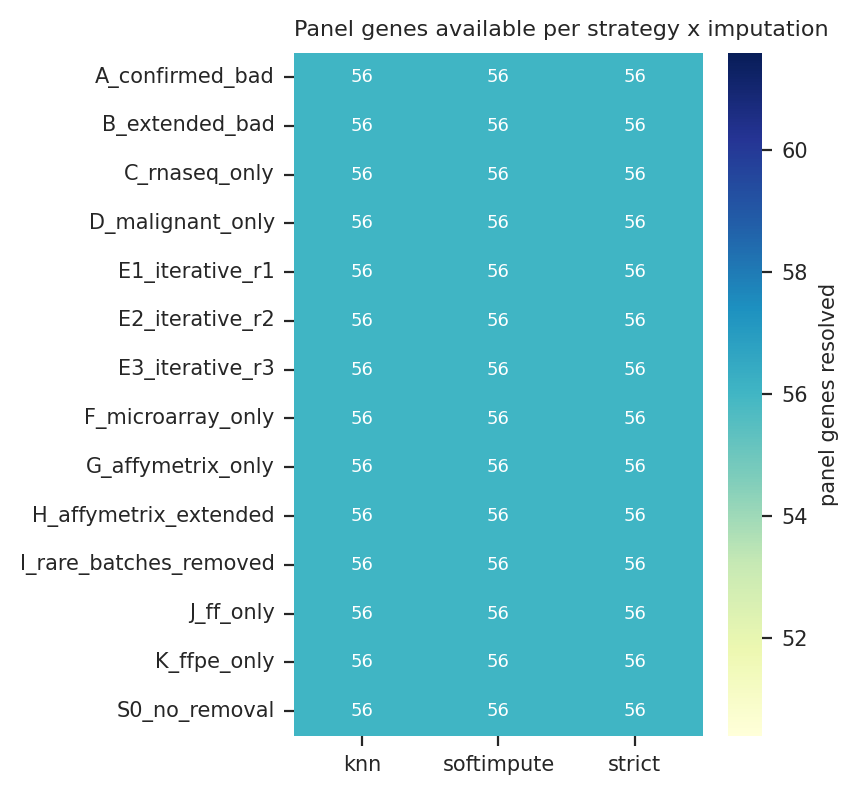 Panel genes available per strategy x imputation
A_confirmed_bad 56 56 56
B_extended_bad 56 56 56
C_rnaseq_only 56 56 56
D_malignant_only 56 56 56
E1_iterative_r1 56 56 56
E2_iterative_r2 56 56 56
E3_iterative_r3 56 56 56
F_microarray_only 56 56 56
G_affymetrix_only 56 56 56
H_affymetrix_extended 56 56 56
I_rare_batches_removed 56 56 56
J_ff_only 56 56 56
K_ffpe_only 56 56 56
S0_no_removal 56 56 56
knn softimpute strict
60
58
56
54
52
panel genes resolved